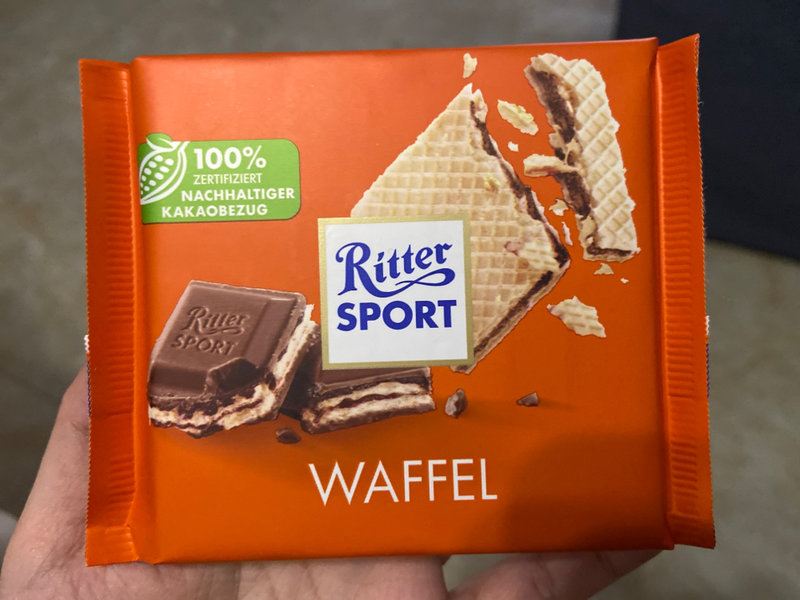 100%
ZERTIFIZIERT
NACHHALTIGER
KAKAOBEZUG
Ritter
SPORT
Ritter
SPORT
WAFFEL